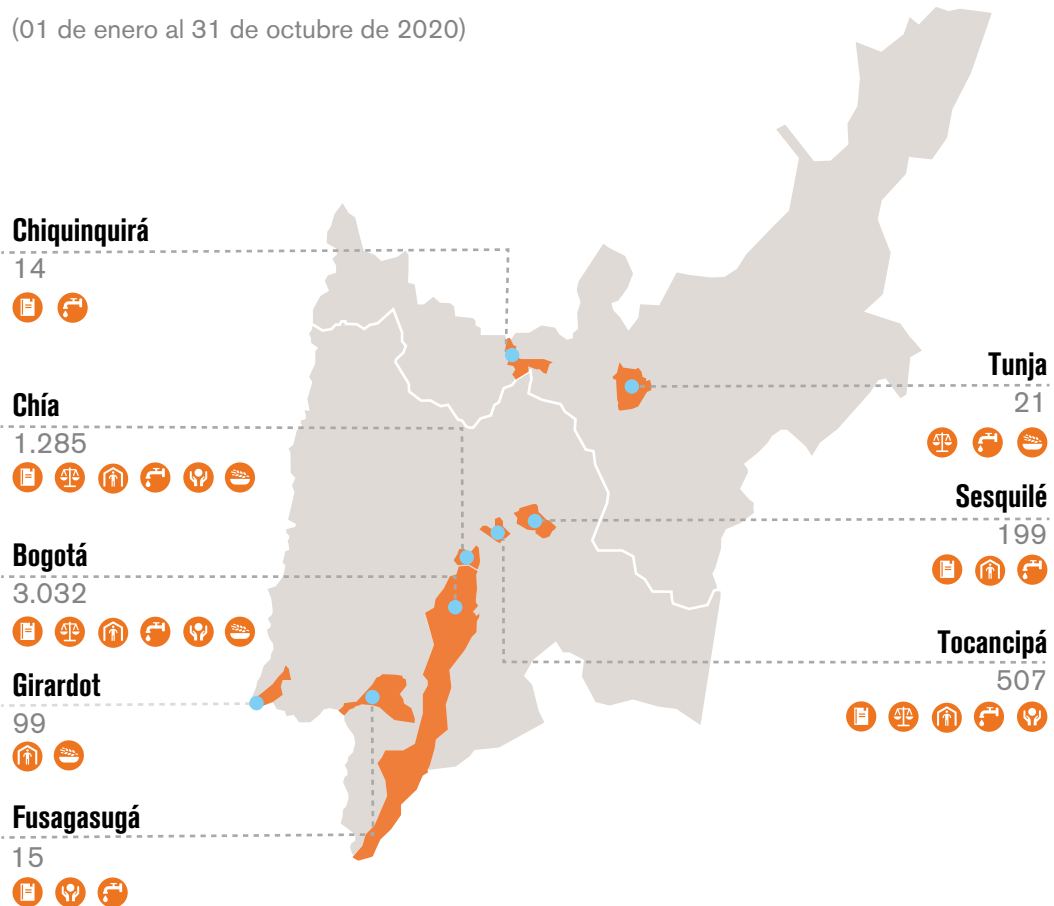 (01 de enero al 31 de octubre de 2020)
Chiquinquirá
14
Chía
1.285
Bogotá
3.032
Girardot
99
Fusagasugá
15
Tunja
21
Sesquilé
199
Tocancipá
507